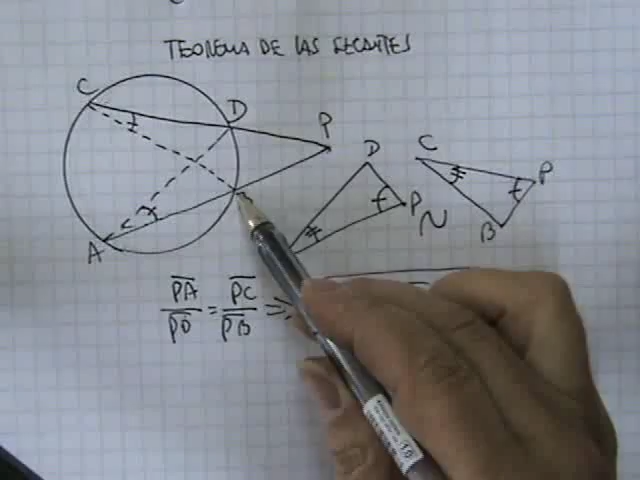 TEOREMA DE LAS SECANTES
C
D
P
A
D
P
~
C
P
B
PA/PD = PC/PB ⇒